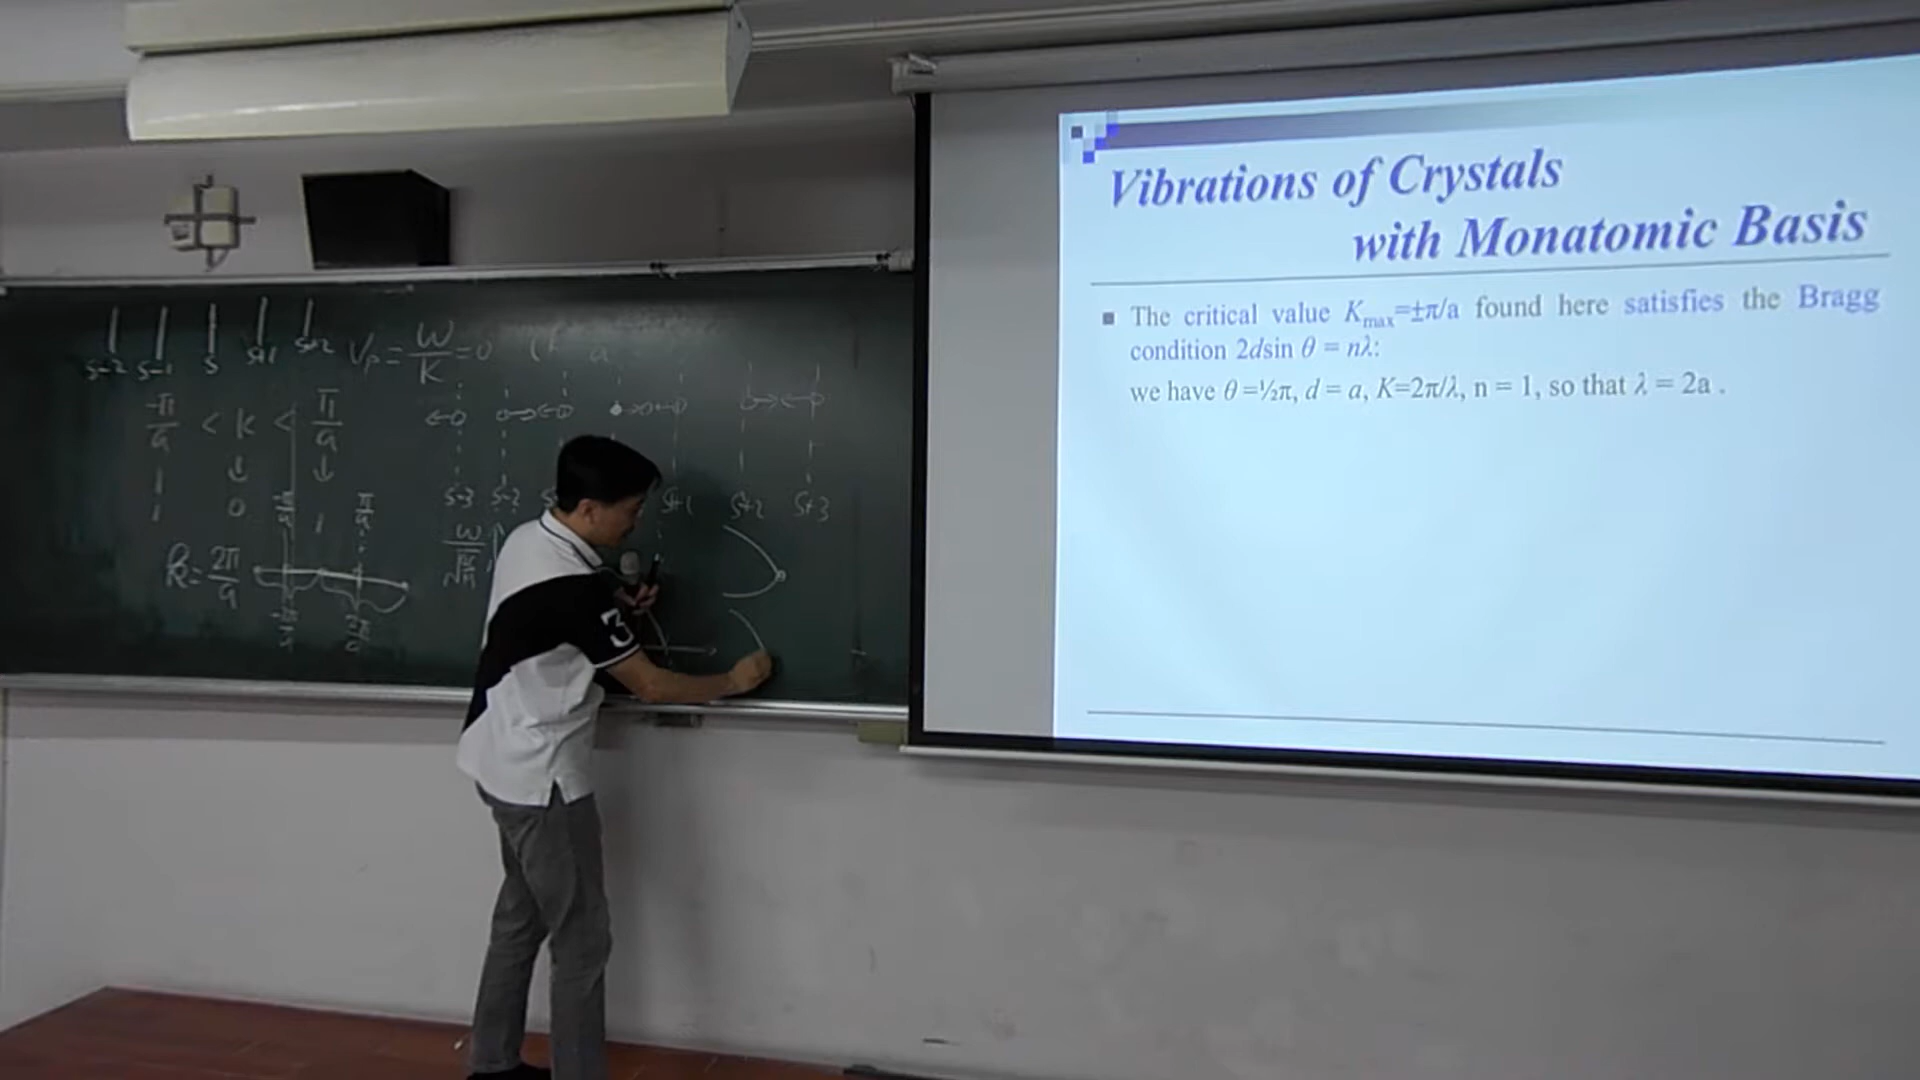 s-2 s-1 s s+1 s+2
Vp = ω/K = 0
-π/a < k < π/a
0
π/a
k = 2π/a
s-3 s-2 s+1 s+2 s+3
ω
3
Vibrations of Crystals
with Monatomic Basis
■ The critical value Kmax=±π/a found here satisfies the Bragg
condition 2dsin θ = nλ:
we have θ =½π, d = a, K=2π/λ, n = 1, so that λ = 2a .